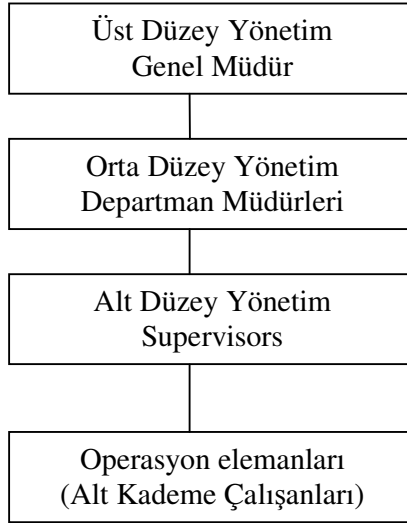 Üst Düzey Yönetim
Genel Müdür
Orta Düzey Yönetim
Departman Müdürleri
Alt Düzey Yönetim
Supervisors
Operasyon elemanları
(Alt Kademe Çalışanları)